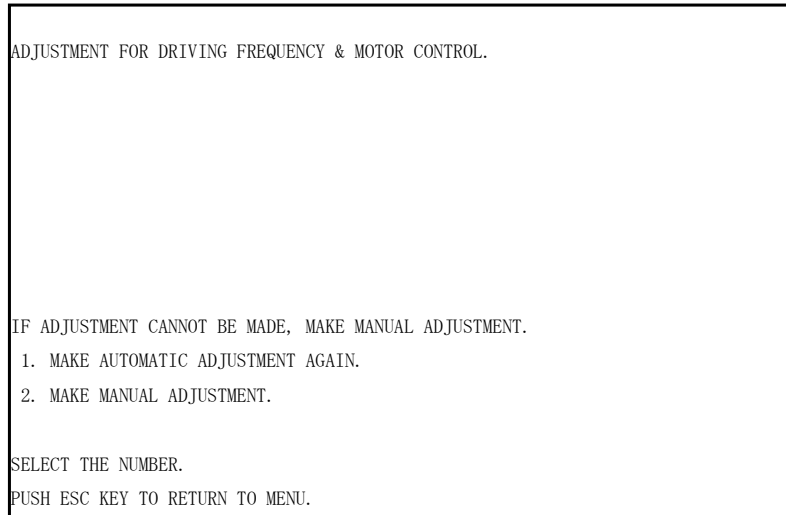 ADJUSTMENT FOR DRIVING FREQUENCY & MOTOR CONTROL.
IF ADJUSTMENT CANNOT BE MADE, MAKE MANUAL ADJUSTMENT.
1. MAKE AUTOMATIC ADJUSTMENT AGAIN.
2. MAKE MANUAL ADJUSTMENT.
SELECT THE NUMBER.
PUSH ESC KEY TO RETURN TO MENU.